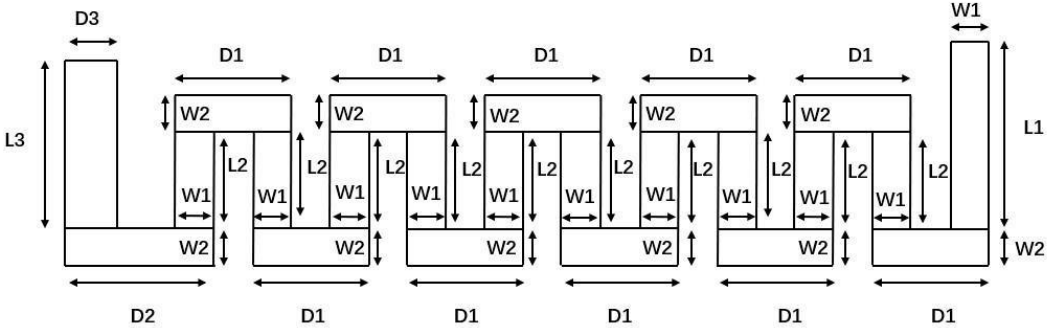 D3
W1
D1 D1 D1 D1 D1
W2 W2 W2 W2 W2
L3
L1
L2 L2 L2 L2 L2 L2 L2 L2 L2 L2
W1 W1 W1 W1 W1 W1 W1 W1 W1 W1
W2 W2 W2 W2 W2 W2
D2 D1 D1 D1 D1 D1